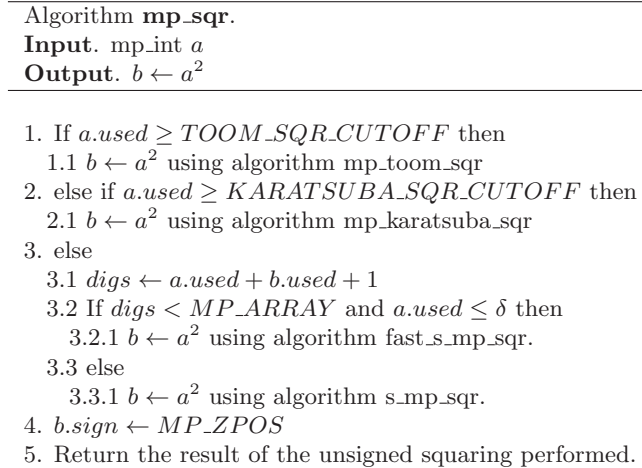 Algorithm mp_sqr.
Input. mp_int a
Output. b ← a²
1. If a.used ≥ TOOM_SQR_CUTOFF then
1.1 b ← a² using algorithm mp_toom_sqr
2. else if a.used ≥ KARATSUBA_SQR_CUTOFF then
2.1 b ← a² using algorithm mp_karatsuba_sqr
3. else
3.1 digs ← a.used + b.used + 1
3.2 If digs < MP_ARRAY and a.used ≤ δ then
3.2.1 b ← a² using algorithm fast_s_mp_sqr.
3.3 else
3.3.1 b ← a² using algorithm s_mp_sqr.
4. b.sign ← MP_ZPOS
5. Return the result of the unsigned squaring performed.